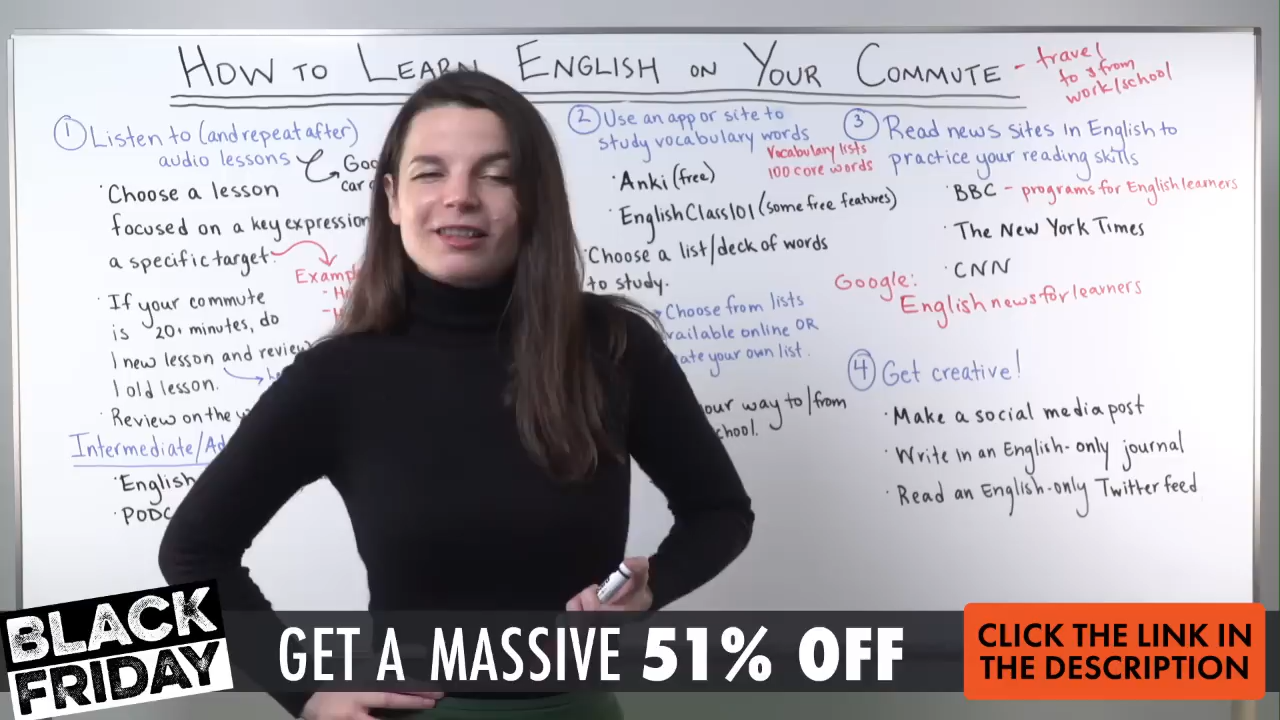 HOW TO LEARN ENGLISH ON YOUR COMMUTE - travel
to & from
work/school
1 Listen to (and repeat after)
audio lessons
Choose a lesson
focused on a key expression
a specific target.
If your commute
is 20+ minutes, do
1 new lesson and review
1 old lesson.
Review on the
Intermediate/
English
2 Use an app or site to
study vocabulary words
Vocabulary lists
100 core words
Anki (free)
EnglishClass101 (some free features)
Choose a list/deck of words
to study.
Choose from lists
online OR
your own list.
way to/from
3 Read news sites in English to
practice your reading skills
BBC - programs for English learners
The New York Times
CNN
Google:
English news for learners
4 Get creative!
Make a social media post
Write in an English-only journal
Read an English-only Twitter feed
BLACK
FRIDAY
GET A MASSIVE 51% OFF
CLICK THE LINK IN
THE DESCRIPTION